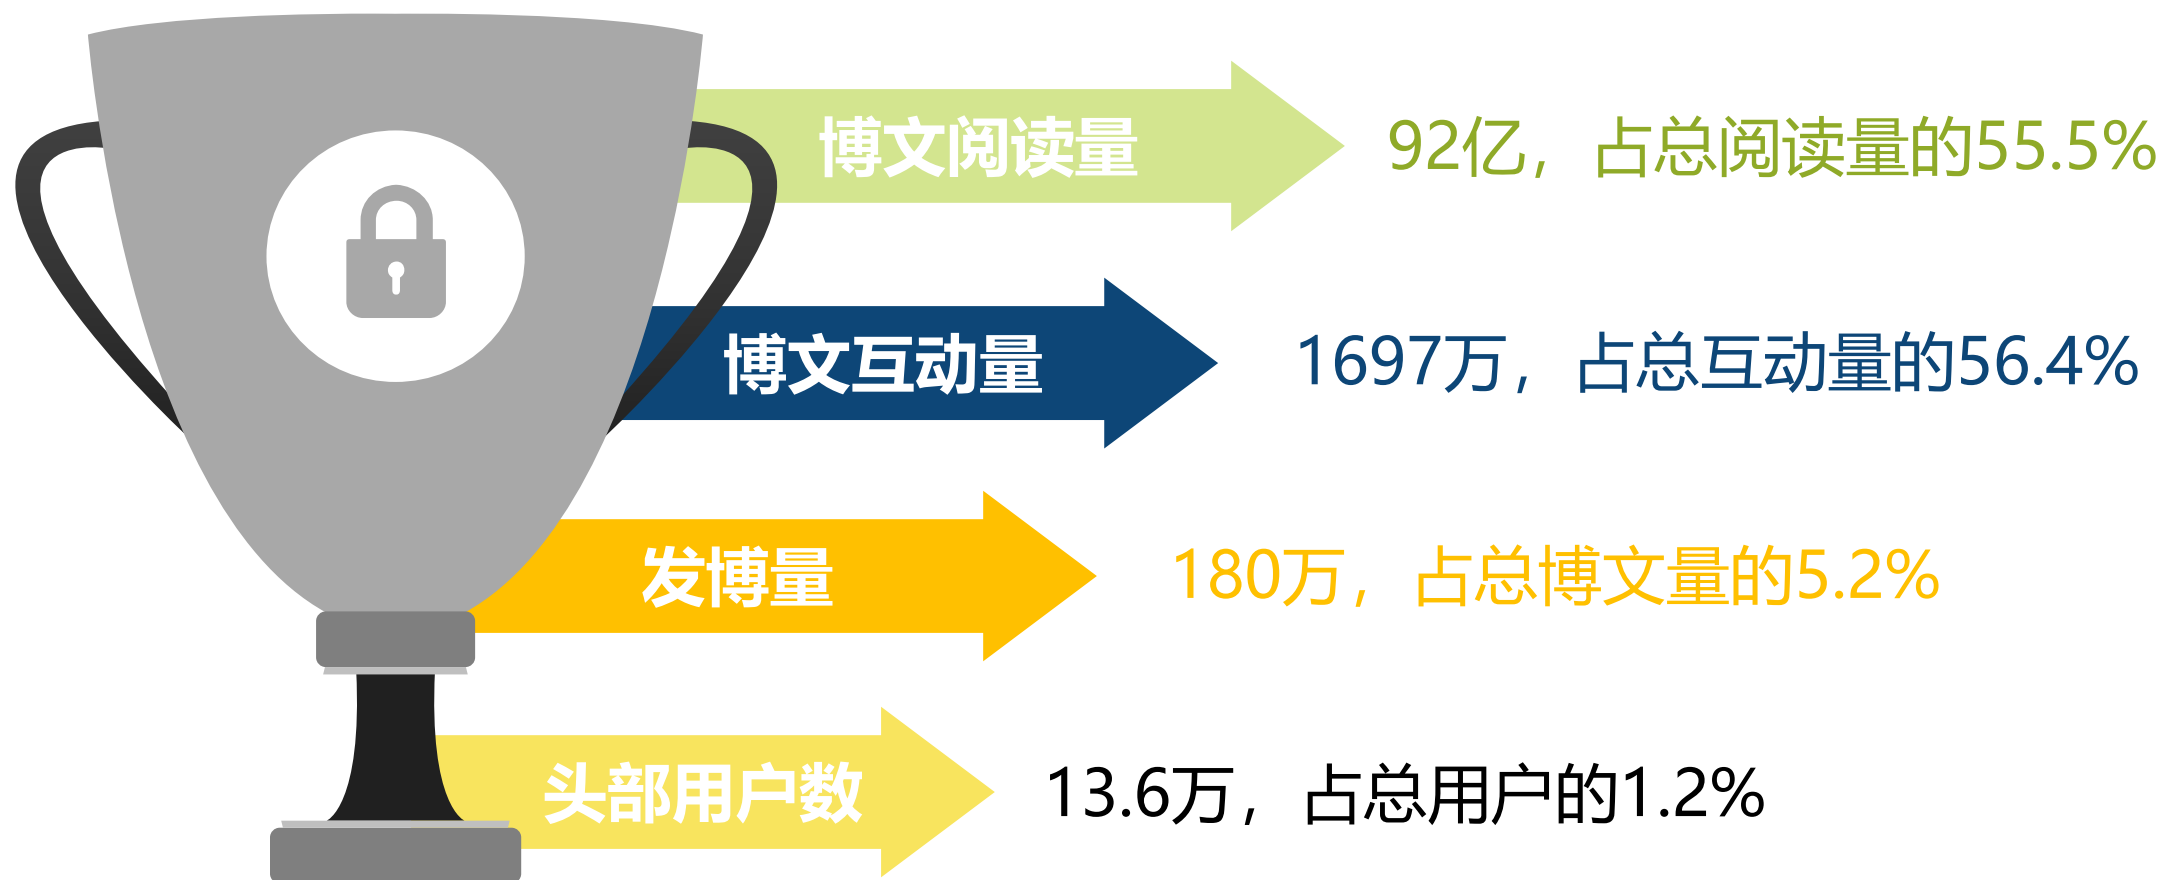 博文阅读量 92亿，占总阅读量的55.5%
博文互动量 1697万，占总互动量的56.4%
发博量 180万，占总博文量的5.2%
头部用户数 13.6万，占总用户的1.2%